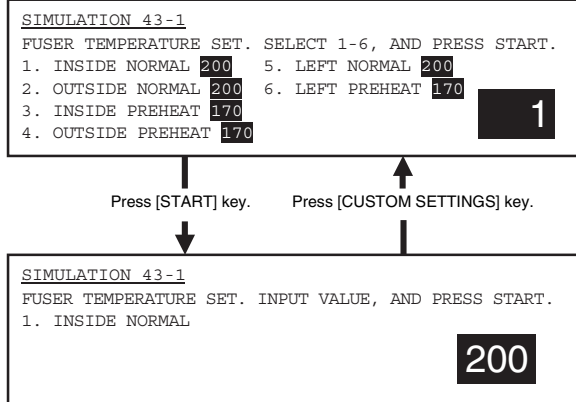 SIMULATION 43-1
FUSER TEMPERATURE SET. SELECT 1-6, AND PRESS START.
1. INSIDE NORMAL 200 5. LEFT NORMAL 200
2. OUTSIDE NORMAL 200 6. LEFT PREHEAT 170
3. INSIDE PREHEAT 170
4. OUTSIDE PREHEAT 170
1
Press [START] key. Press [CUSTOM SETTINGS] key.
SIMULATION 43-1
FUSER TEMPERATURE SET. INPUT VALUE, AND PRESS START.
1. INSIDE NORMAL
200